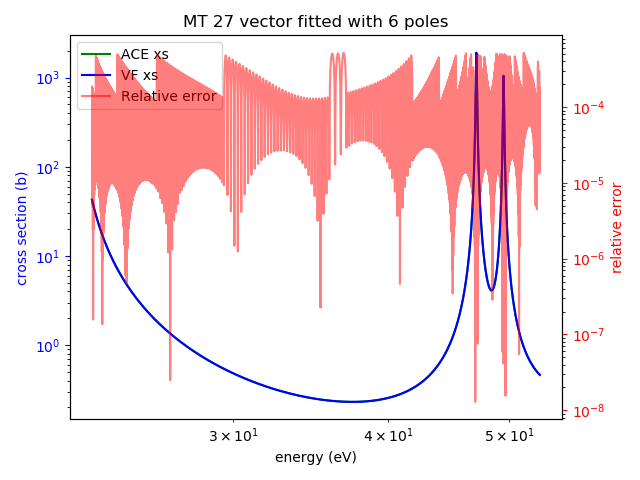 MT 27 vector fitted with 6 poles
ACE xs
VF xs
Relative error
cross section (b)
10³
10²
10¹
10⁰
10⁻⁴
10⁻⁵
10⁻⁶
10⁻⁷
10⁻⁸
relative error
3 × 10¹ 4 × 10¹ 5 × 10¹
energy (eV)